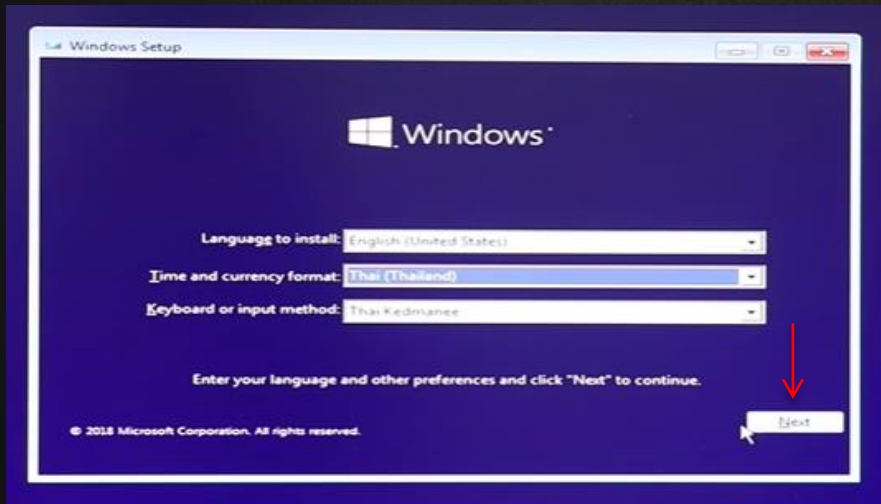 Windows Setup
Windows
Language to install: English (United States)
Time and currency format: Thai (Thailand)
Keyboard or input method: Thai Kedmanee
Enter your language and other preferences and click "Next" to continue.
Next
© 2018 Microsoft Corporation. All rights reserved.